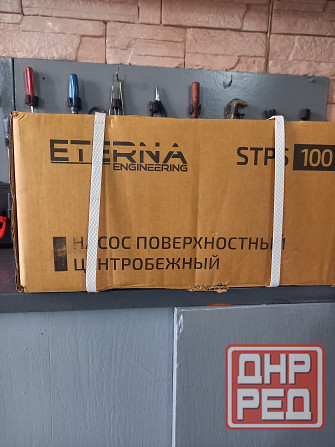 ETERNA
ENGINEERING
STPS 100
НАСОС ПОВЕРХНОСТНЫЙ
ЦЕНТРОБЕЖНЫЙ
ДНР
РЕД